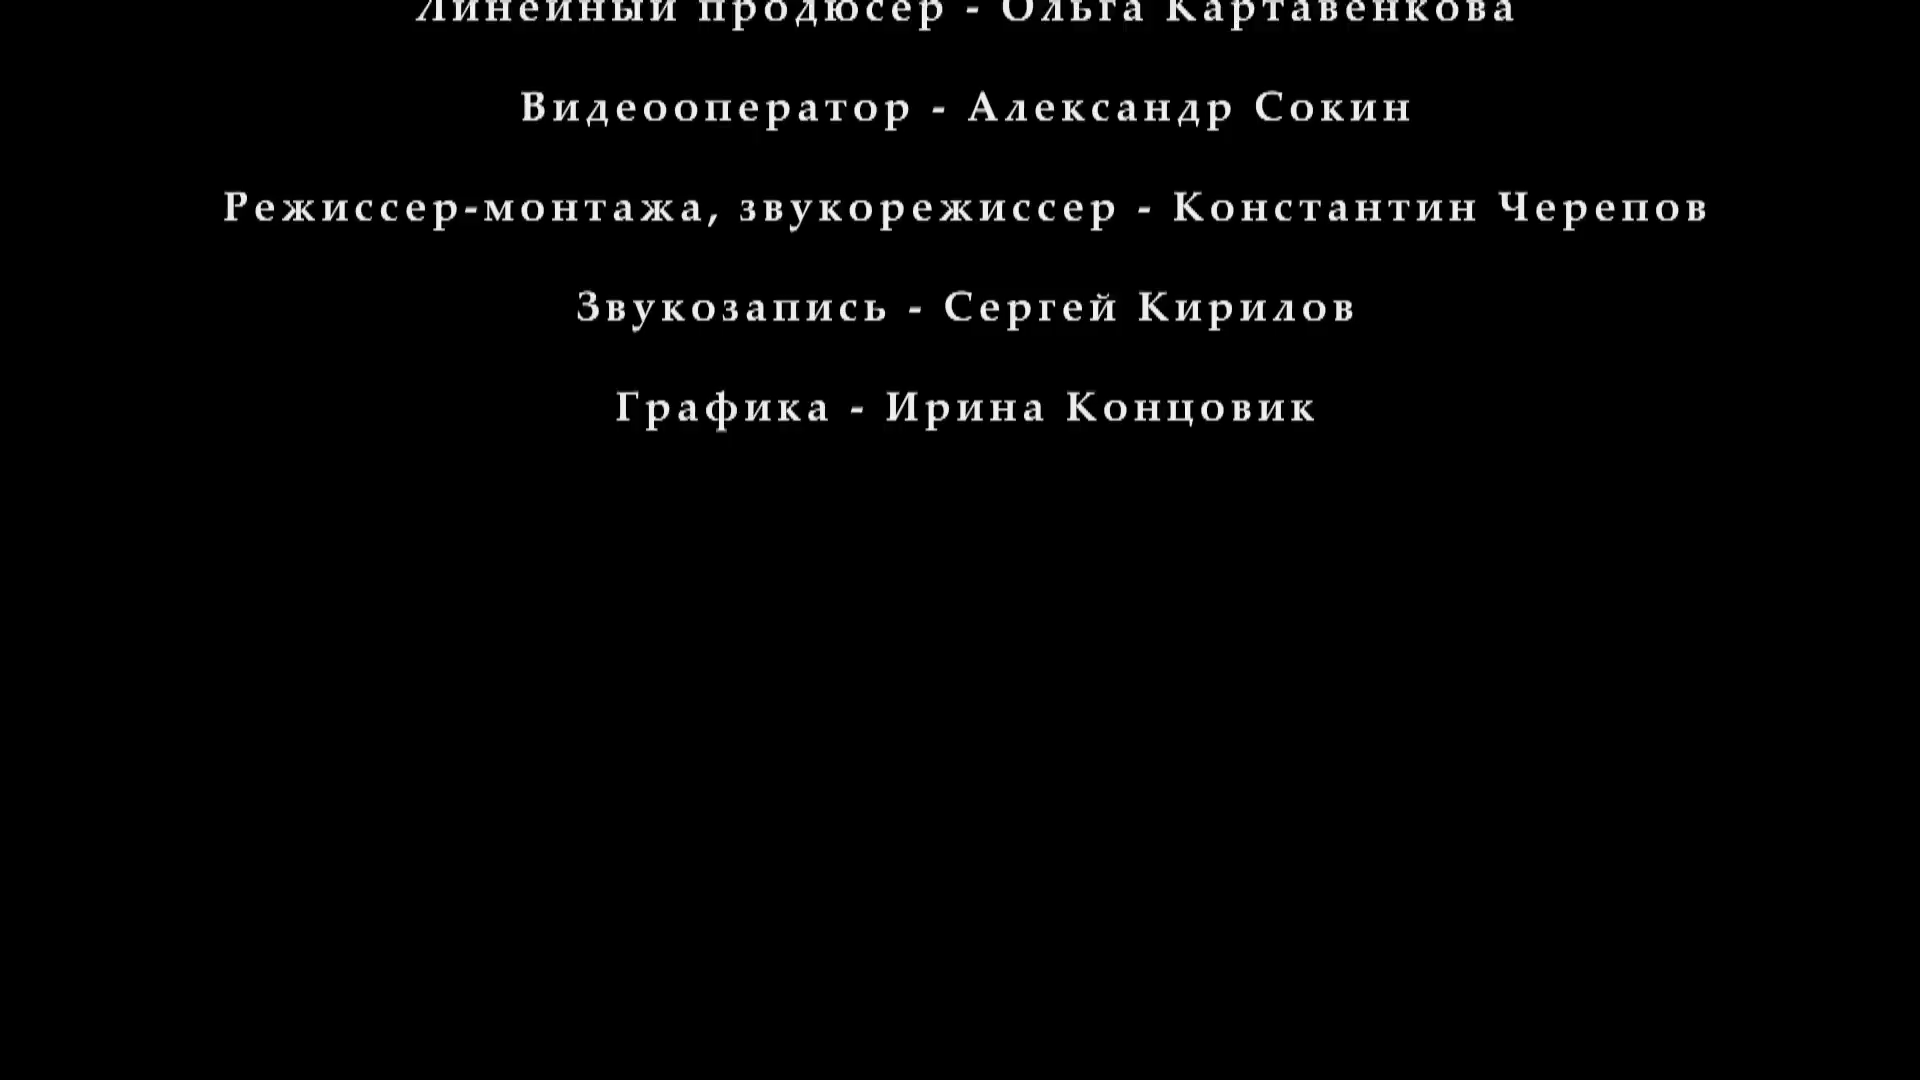 Линейный продюсер - Ольга Картавенкова
Видеооператор - Александр Сокин
Режиссер-монтажа, звукорежиссер - Константин Черепов
Звукозапись - Сергей Кирилов
Графика - Ирина Концовик